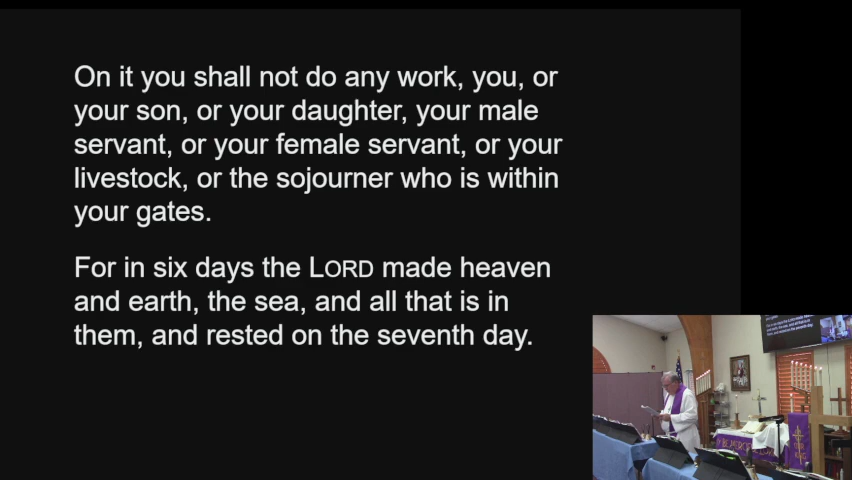 On it you shall not do any work, you, or
your son, or your daughter, your male
servant, or your female servant, or your
livestock, or the sojourner who is within
your gates.
For in six days the LORD made heaven
and earth, the sea, and all that is in
them, and rested on the seventh day.